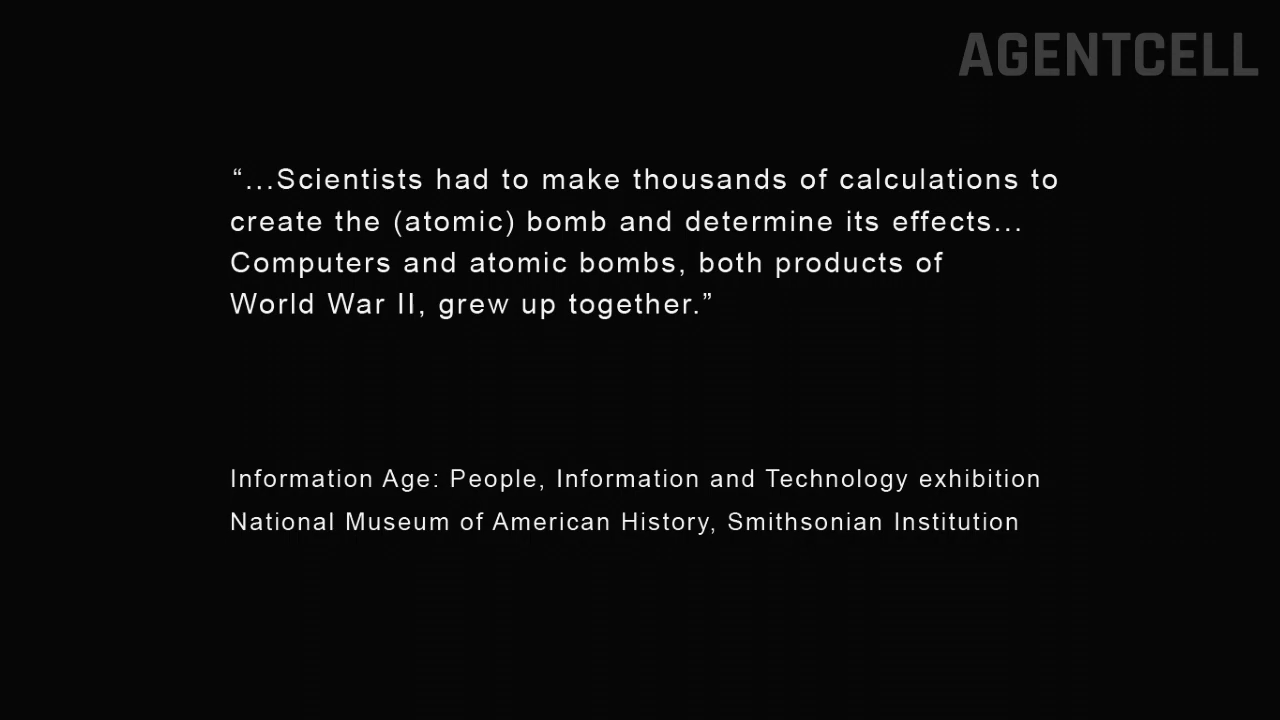 AGENTCELL
“...Scientists had to make thousands of calculations to
create the (atomic) bomb and determine its effects...
Computers and atomic bombs, both products of
World War II, grew up together.”
Information Age: People, Information and Technology exhibition
National Museum of American History, Smithsonian Institution